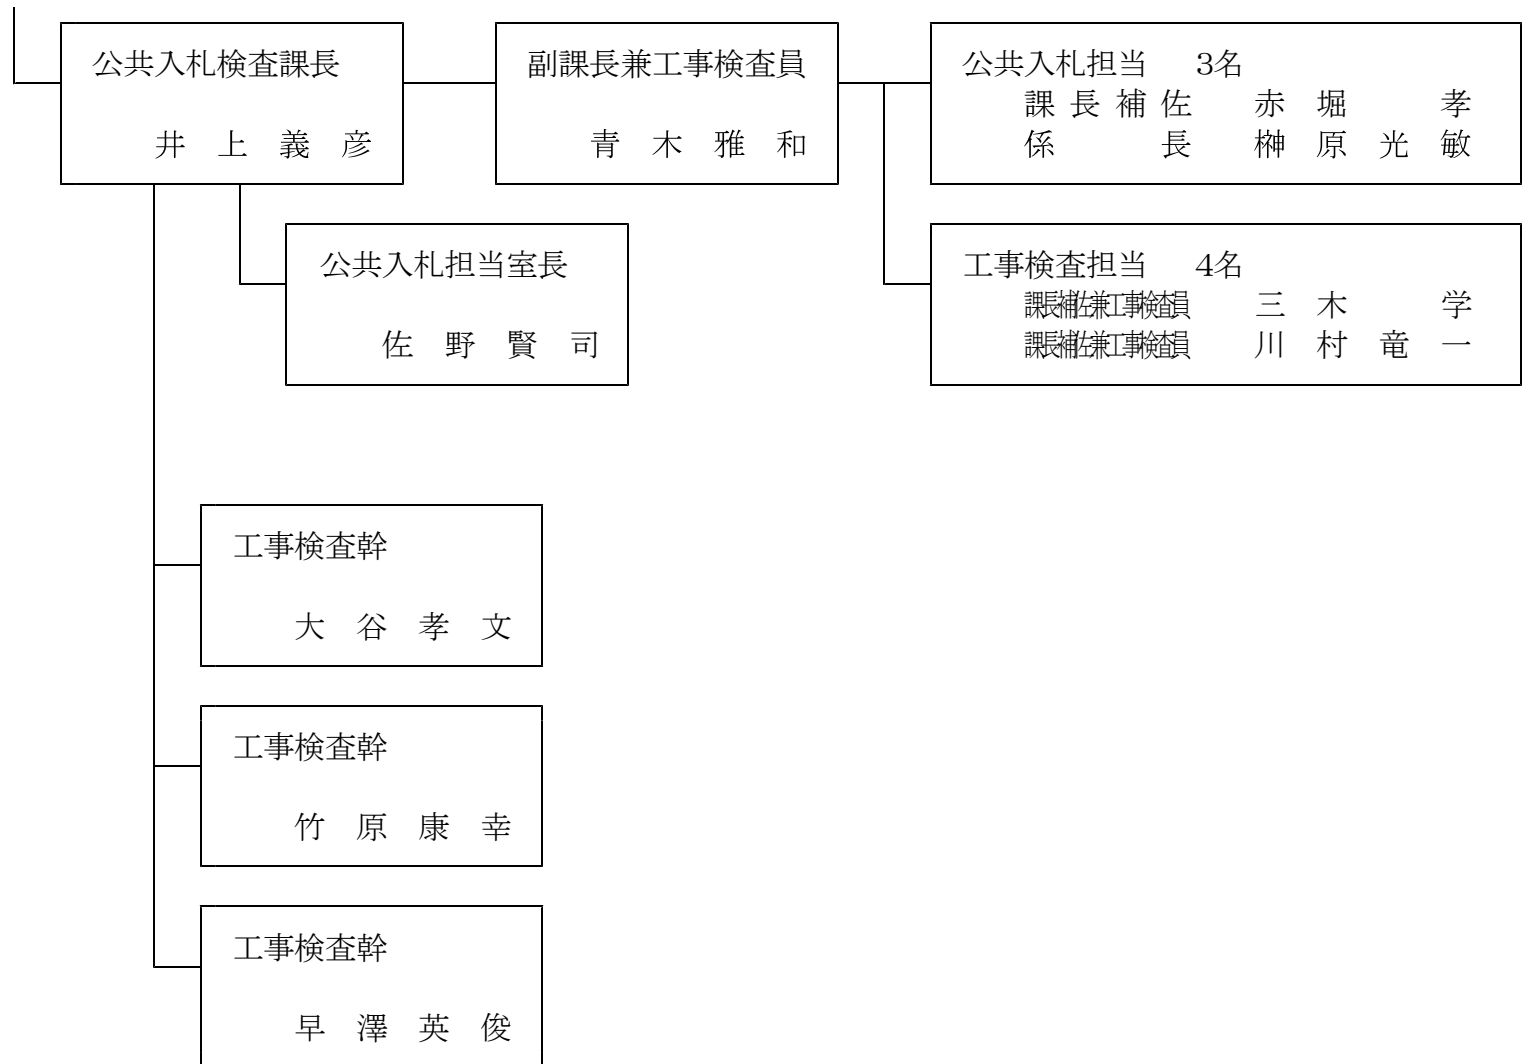 公共入札検査課長
井上義彦
副課長兼工事検査員
青木雅和
公共入札担当 3名
課長補佐 赤堀 孝
係長 榊原光敏
公共入札担当室長
佐野賢司
工事検査担当 4名
課長補佐兼工事検査員 三木 学
課長補佐兼工事検査員 川村竜一
工事検査幹
大谷孝文
工事検査幹
竹原康幸
工事検査幹
早澤英俊